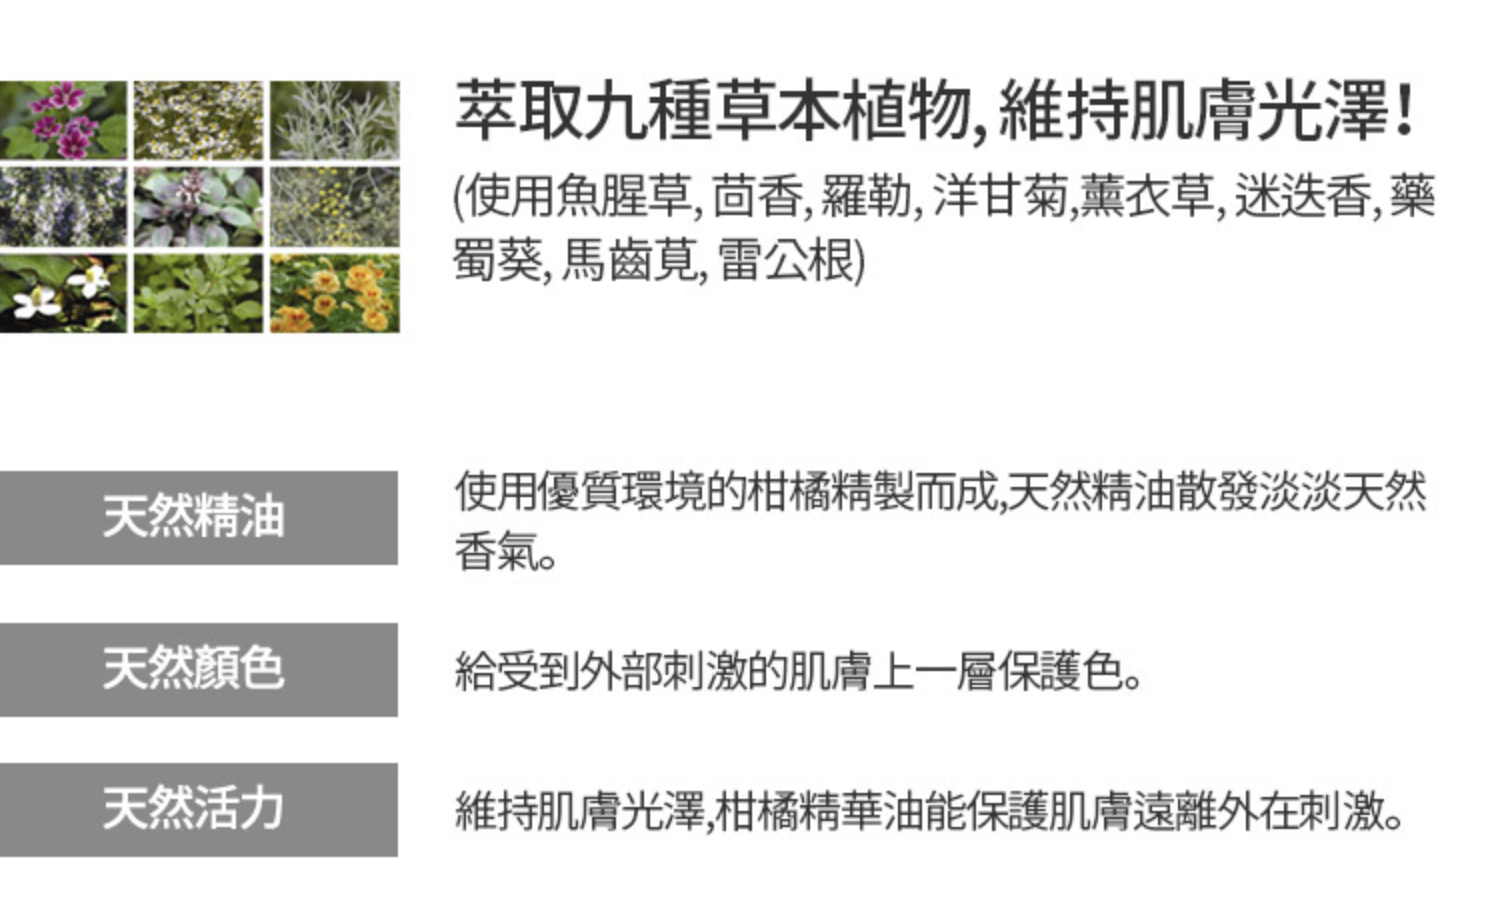 萃取九種草本植物,維持肌膚光澤!
(使用魚腥草,茴香,羅勒,洋甘菊,薰衣草,迷迭香,藥
蜀葵,馬齒莧,雷公根)
天然精油
使用優質環境的柑橘精製而成,天然精油散發淡淡天然
香氣。
天然顏色
給受到外部刺激的肌膚上一層保護色。
天然活力
維持肌膚光澤,柑橘精華油能保護肌膚遠離外在刺激。